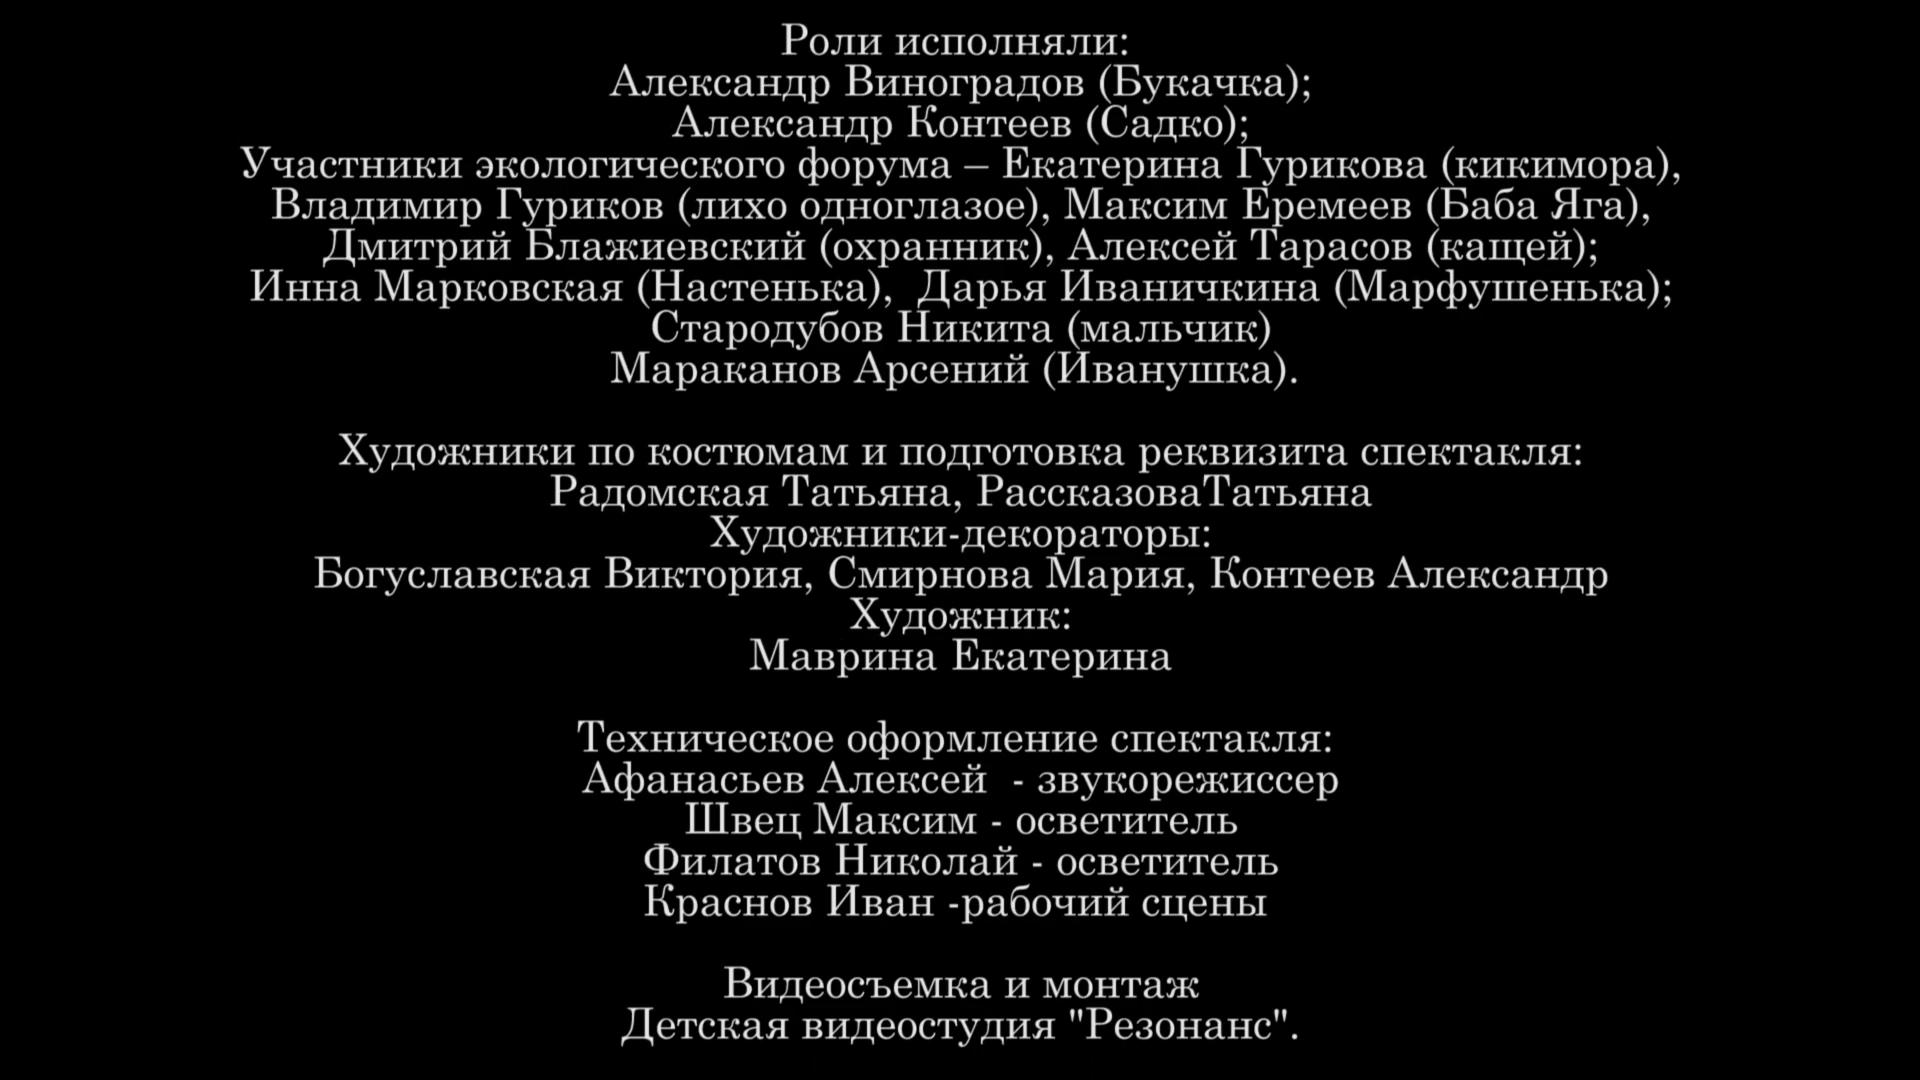 Роли исполняли:
Александр Виноградов (Букачка);
Александр Контеев (Садко);
Участники экологического форума – Екатерина Гурикова (кикимора),
Владимир Гуриков (лихо одноглазое), Максим Еремеев (Баба Яга),
Дмитрий Блажиевский (охранник), Алексей Тарасов (кащей);
Инна Марковская (Настенька),  Дарья Иваничкина (Марфушенька);
Стародубов Никита (мальчик)
Мараканов Арсений (Иванушка).
Художники по костюмам и подготовка реквизита спектакля:
Радомская Татьяна, РассказоваТатьяна
Художники-декораторы:
Богуславская Виктория, Смирнова Мария, Контеев Александр
Художник:
Маврина Екатерина
Техническое оформление спектакля:
Афанасьев Алексей  - звукорежиссер
Швец Максим - осветитель
Филатов Николай - осветитель
Краснов Иван -рабочий сцены
Видеосъемка и монтаж
Детская видеостудия "Резонанс".